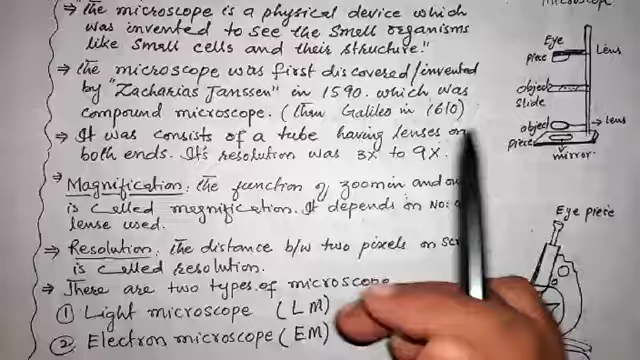 Microscope
→ The microscope is a physical device which
was invented to see the small organisms
like small cells and their structure."
→ The microscope was first discovered/invented
by "Zacharias Janssen" in 1590. which was
compound microscope. (then Galileo in 1610)
→ It was consists of a tube having lenses on
both ends. It's resolution was 3X to 9X.
→ Magnification: The function of zoomin and
is called megnification. It depends on No:
lense used.
→ Resolution: The distance b/w two pixels on
is called resolution.
→ There are two types of microscope
① Light microscope (LM)
② Electron microscope (EM)
Eye
piece
Lens
object
slide
object
piece
→ lens
mirror
Eye piece